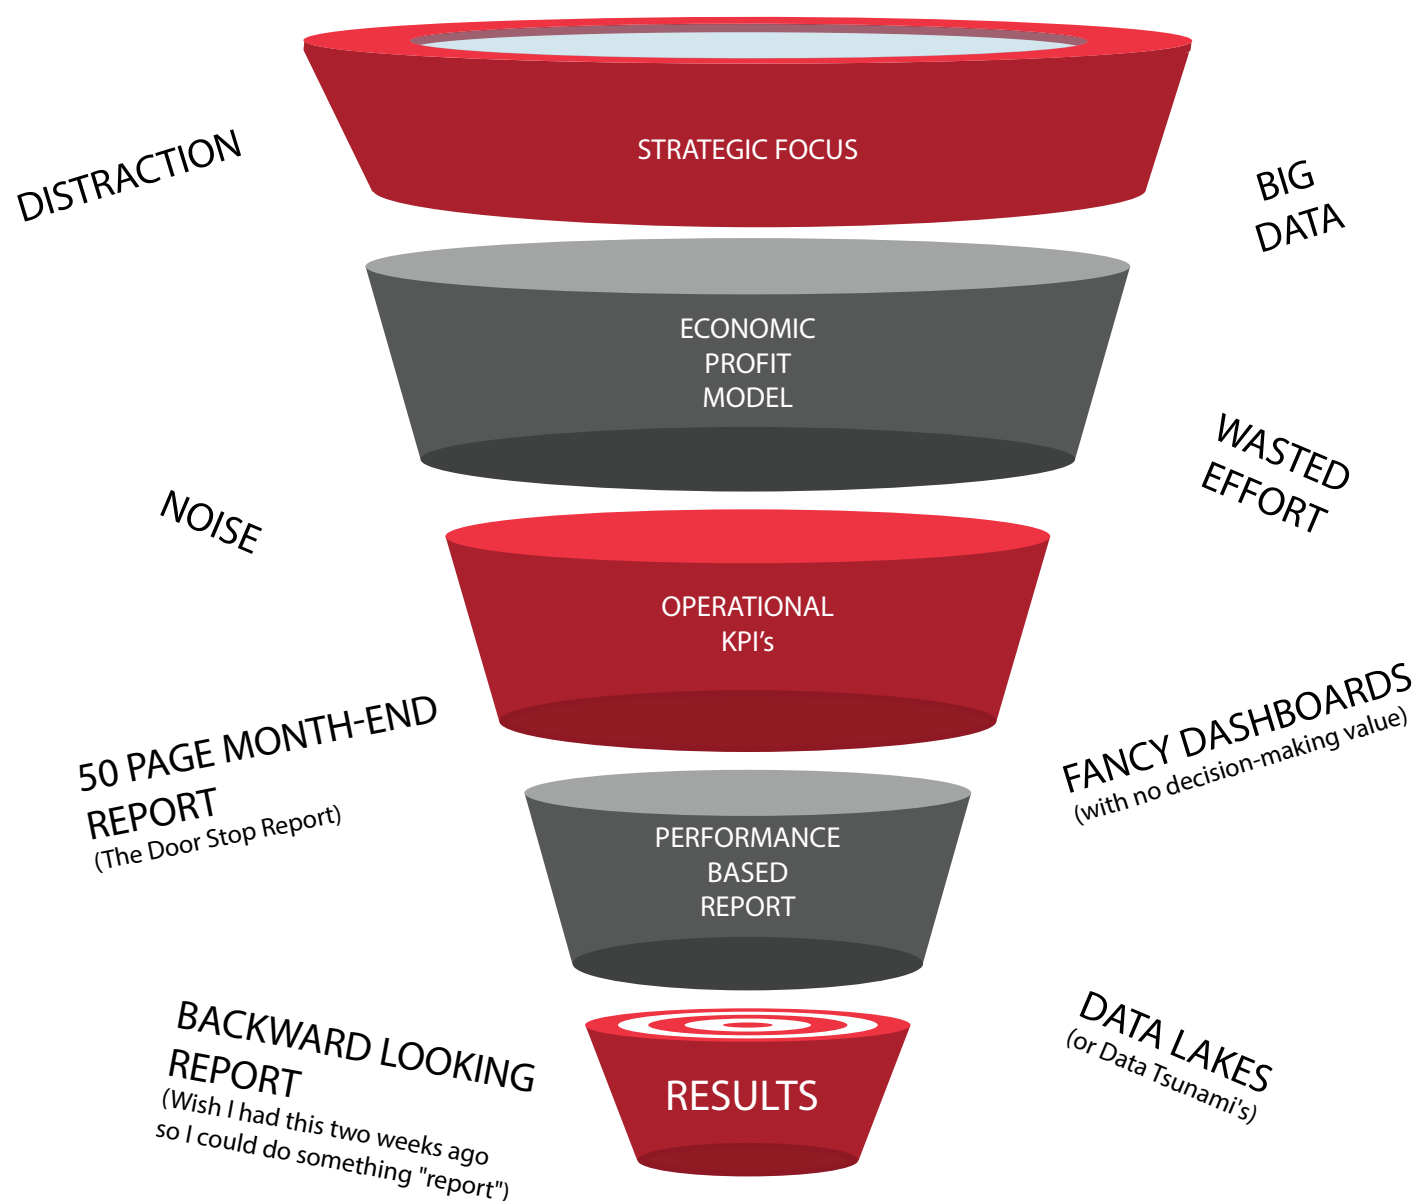 STRATEGIC FOCUS
DISTRACTION
BIG
DATA
ECONOMIC
PROFIT
MODEL
WASTED
EFFORT
NOISE
OPERATIONAL
KPI's
50 PAGE MONTH-END
REPORT
(The Door Stop Report)
FANCY DASHBOARDS
(with no decision-making value)
PERFORMANCE
BASED
REPORT
BACKWARD LOOKING
REPORT
(Wish I had this two weeks ago
so I could do something "report")
DATA LAKES
(or Data Tsunami's)
RESULTS